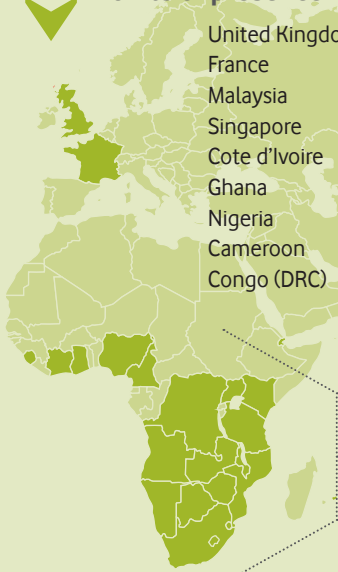 United Kingdo
France
Malaysia
Singapore
Cote d'Ivoire
Ghana
Nigeria
Cameroon
Congo (DRC)